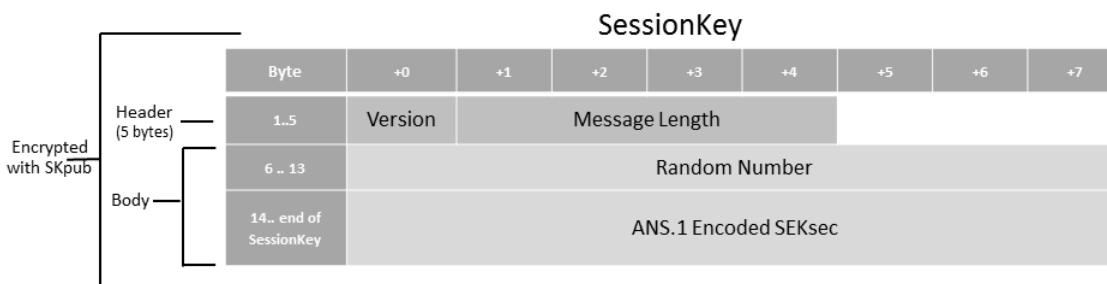 SessionKey
Byte +0 +1 +2 +3 +4 +5 +6 +7
Header
(5 bytes)
1..5 Version Message Length
Encrypted
with SKpub
6 .. 13 Random Number
Body
14.. end of
SessionKey
ANS.1 Encoded SEKsec